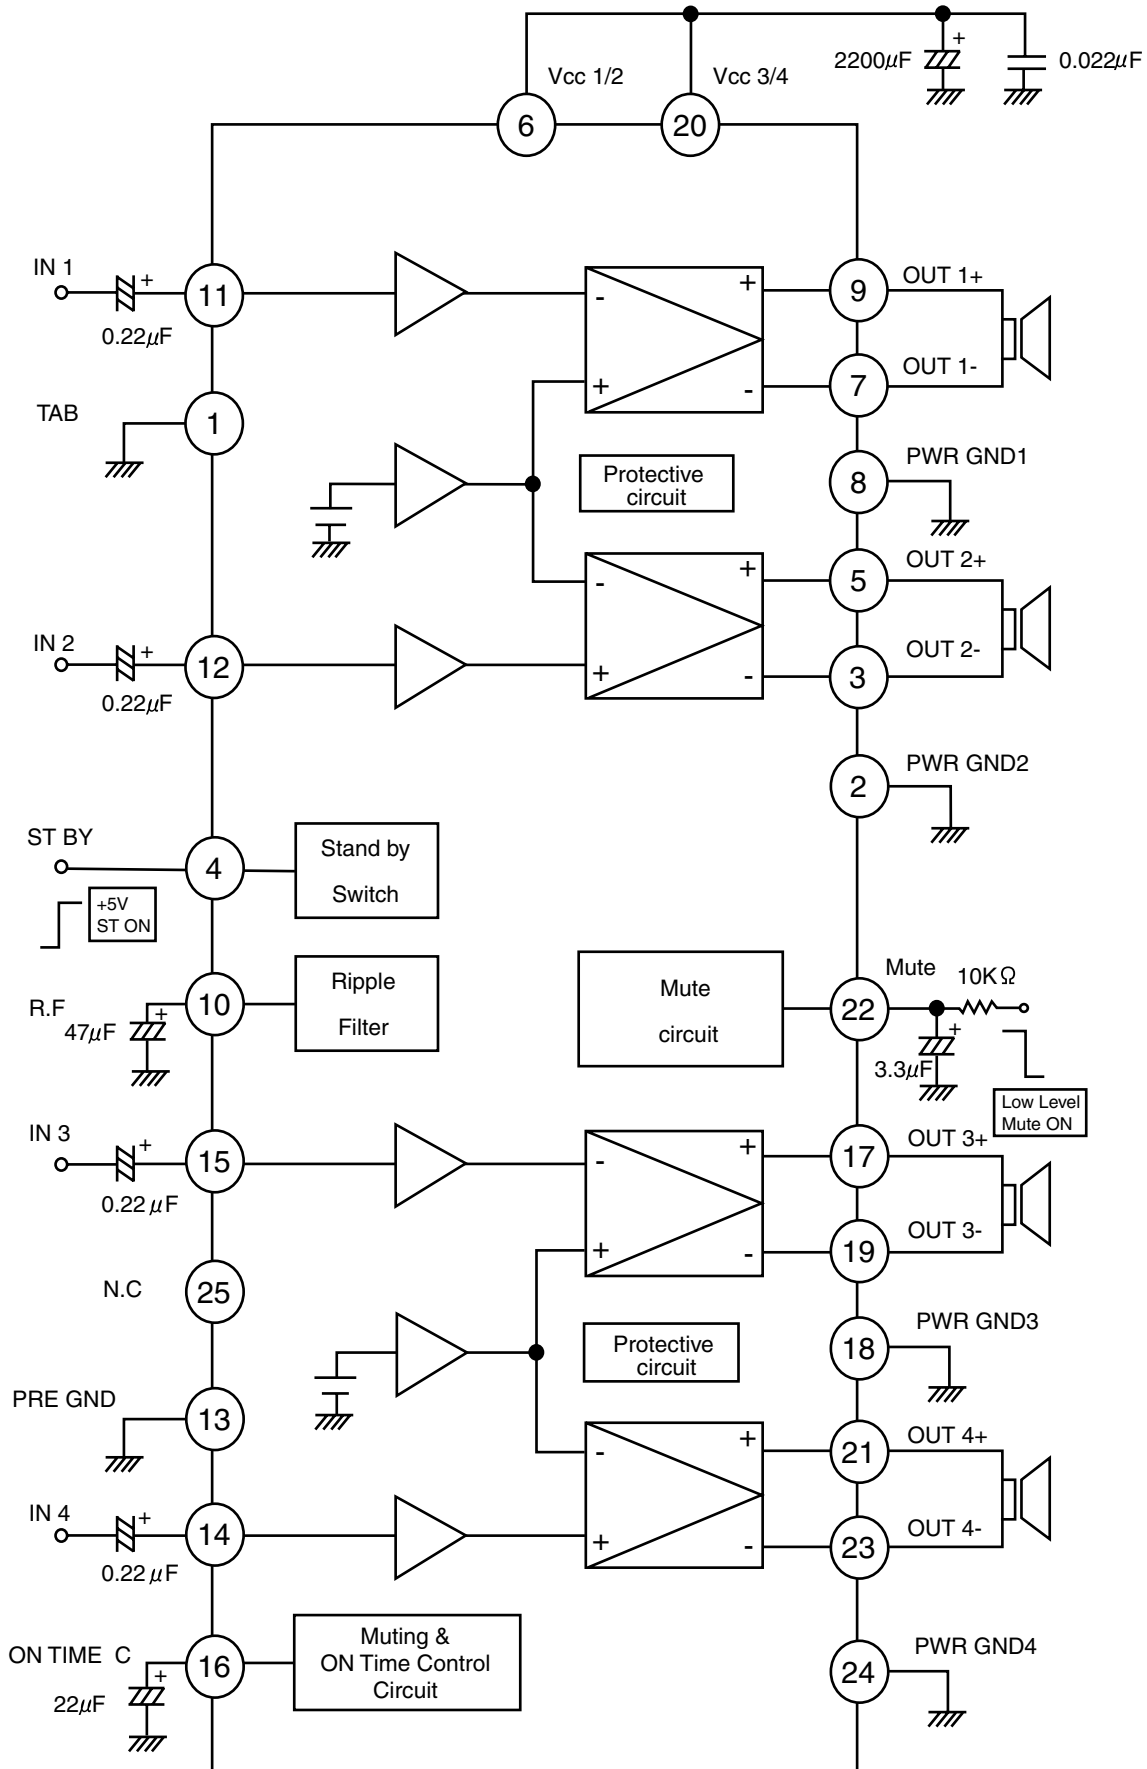 2200μF
0.022μF
Vcc 1/2
Vcc 3/4
6
20
IN 1
+
0.22μF
11
-
+
+
-
9
OUT 1+
7
OUT 1-
TAB
1
Protective
circuit
8
PWR GND1
-
+
+
-
5
OUT 2+
3
OUT 2-
IN 2
+
0.22μF
12
2
PWR GND2
ST BY
4
+5V
ST ON
Stand by
Switch
R.F
47μF
+
10
Ripple
Filter
Mute
circuit
22
Mute
10KΩ
+
3.3μF
Low Level
Mute ON
IN 3
+
0.22 μF
15
-
+
+
-
17
OUT 3+
19
OUT 3-
N.C
25
Protective
circuit
18
PWR GND3
PRE GND
13
-
+
+
-
21
OUT 4+
23
OUT 4-
IN 4
+
0.22 μF
14
ON TIME C
+
22μF
16
Muting &
ON Time Control
Circuit
24
PWR GND4
+